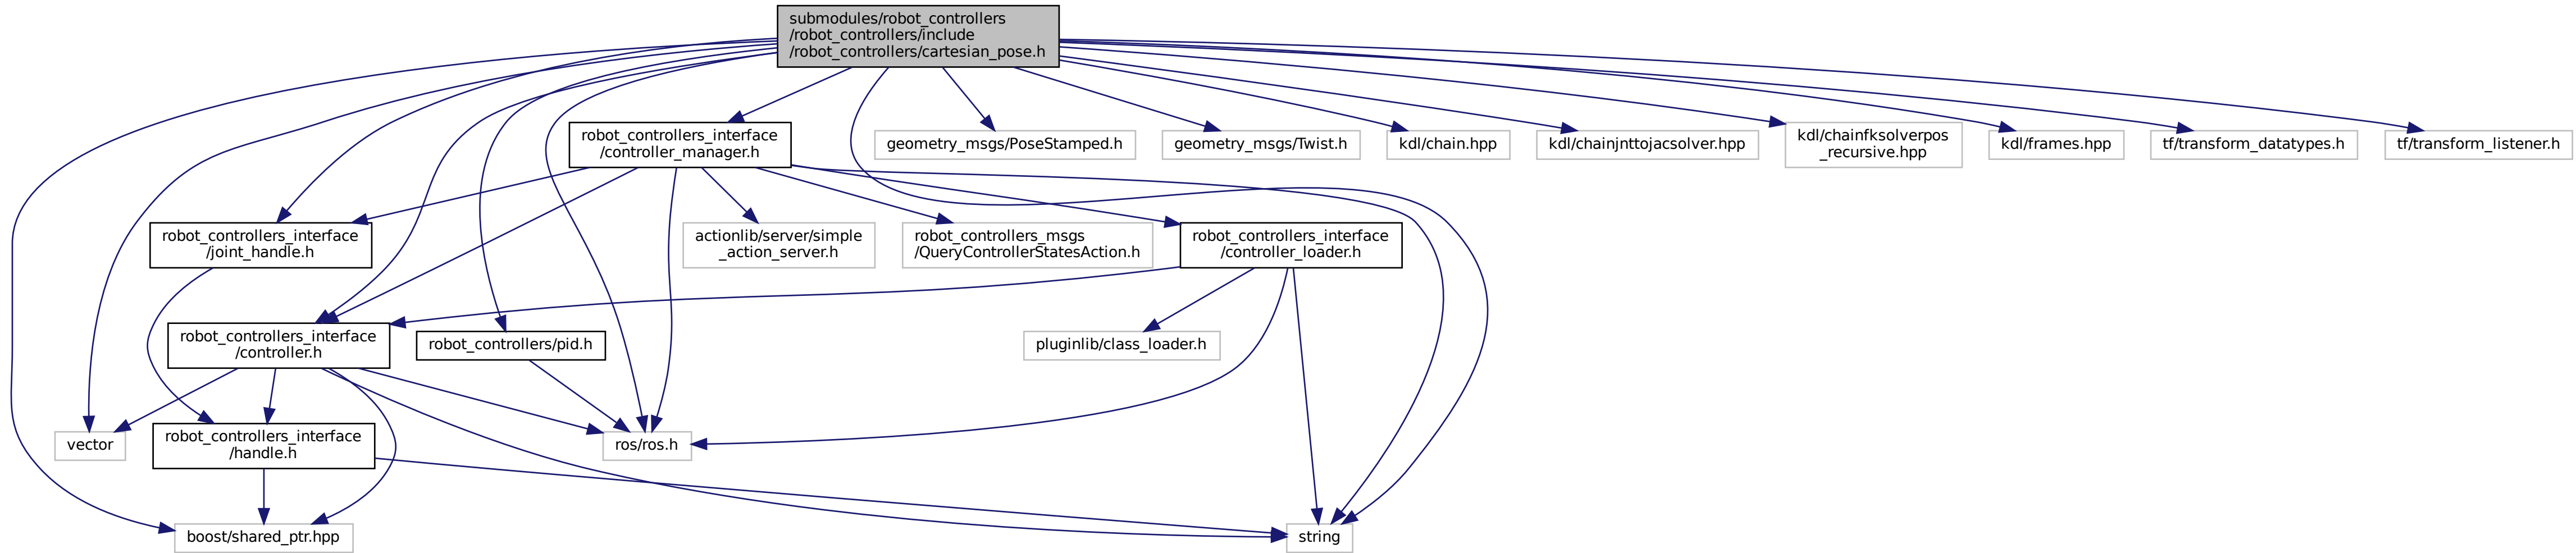 submodules/robot_controllers
/robot_controllers/include
/robot_controllers/cartesian_pose.h
robot_controllers_interface
/controller_manager.h
geometry_msgs/PoseStamped.h
geometry_msgs/Twist.h
kdl/chain.hpp
kdl/chainjnttojacsolver.hpp
kdl/chainfksolverpos
_recursive.hpp
kdl/frames.hpp
tf/transform_datatypes.h
tf/transform_listener.h
robot_controllers_interface
/joint_handle.h
actionlib/server/simple
_action_server.h
robot_controllers_msgs
/QueryControllerStatesAction.h
robot_controllers_interface
/controller_loader.h
robot_controllers_interface
/controller.h
robot_controllers/pid.h
pluginlib/class_loader.h
vector
robot_controllers_interface
/handle.h
ros/ros.h
boost/shared_ptr.hpp
string